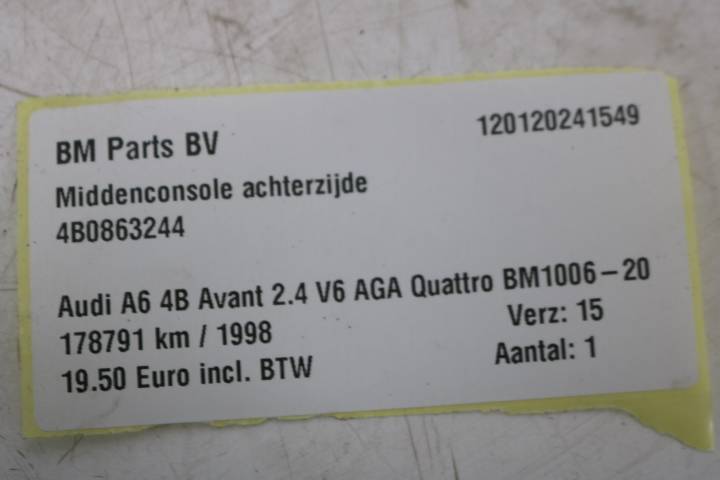 BM Parts BV
120120241549
Middenconsole achterzijde
4B0863244
Audi A6 4B Avant 2.4 V6 AGA Quattro BM1006-20
178791 km / 1998
Verz: 15
19.50 Euro incl. BTW
Aantal: 1